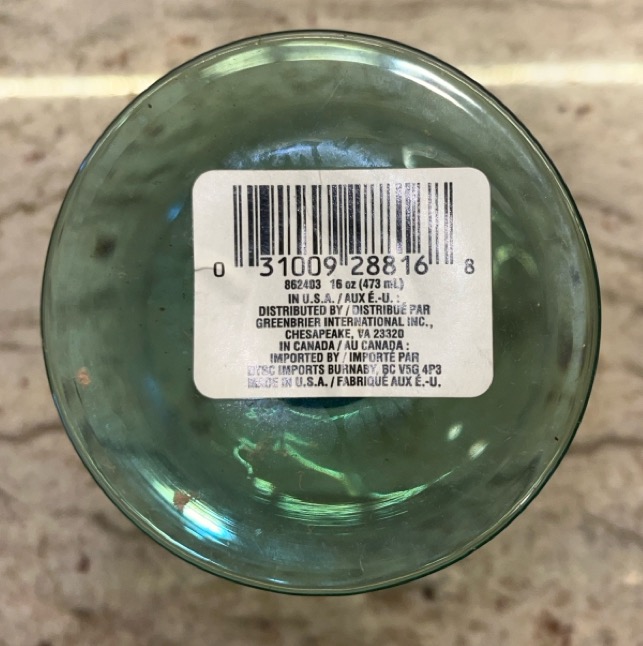 0 31009 28816 8
862403 16 oz (473 mL)
IN U.S.A. / AUX É.-U. :
DISTRIBUTED BY / DISTRIBUÉ PAR
GREENBRIER INTERNATIONAL INC.,
CHESAPEAKE, VA 23320
IN CANADA / AU CANADA :
IMPORTED BY / IMPORTÉ PAR
IMPORTS BURNABY, BC V5G 4P3
MADE IN U.S.A. / FABRIQUÉ AUX É.-U.